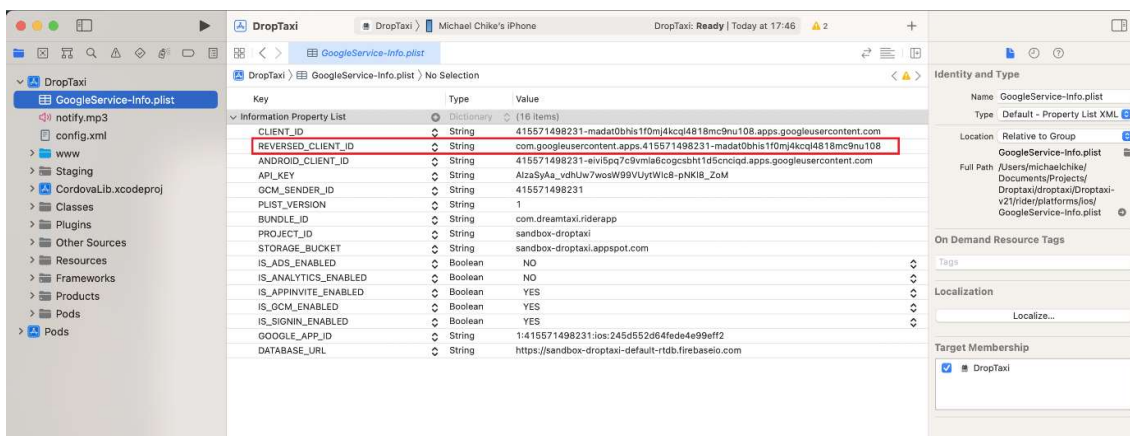 DropTaxi
DropTaxi 〉 Michael Chike's iPhone
DropTaxi: Ready | Today at 17:46
2
GoogleService-Info.plist
DropTaxi 〉 GoogleService-Info.plist 〉 No Selection
DropTaxi
GoogleService-Info.plist
notify.mp3
config.xml
www
Staging
CordovaLib.xcodeproj
Classes
Plugins
Other Sources
Resources
Frameworks
Products
Pods
Pods
Key Type Value
Information Property List Dictionary (16 items)
CLIENT_ID String 415571498231-madat0bhis1f0mj4kcql4818mc9nu108.apps.googleusercontent.com
REVERSED_CLIENT_ID String com.googleusercontent.apps.415571498231-madat0bhis1f0mj4kcql4818mc9nu108
ANDROID_CLIENT_ID String 415571498231-eivi5pq7c9vmla6cogcsbht1d5cnciqd.apps.googleusercontent.com
API_KEY String
GCM_SENDER_ID String 415571498231
PLIST_VERSION String 1
BUNDLE_ID String com.dreamtaxi.riderapp
PROJECT_ID String sandbox-droptaxi
STORAGE_BUCKET String sandbox-droptaxi.appspot.com
IS_ADS_ENABLED Boolean NO
IS_ANALYTICS_ENABLED Boolean NO
IS_APPINVITE_ENABLED Boolean YES
IS_GCM_ENABLED Boolean YES
IS_SIGNIN_ENABLED Boolean YES
GOOGLE_APP_ID String 1:415571498231:ios:245d552d64fede4e99eff2
DATABASE_URL String https://sandbox-droptaxi-default-rtdb.firebaseio.com
Identity and Type
Name GoogleService-Info.plist
Type Default - Property List XML
Location Relative to Group
GoogleService-Info.plist
Full Path /Users/michaelchike/
Documents/Projects/
Droptaxi/droptaxi/Droptaxi-
v21/rider/platforms/ios/
GoogleService-Info.plist
On Demand Resource Tags
Tags
Localization
Localize...
Target Membership
DropTaxi